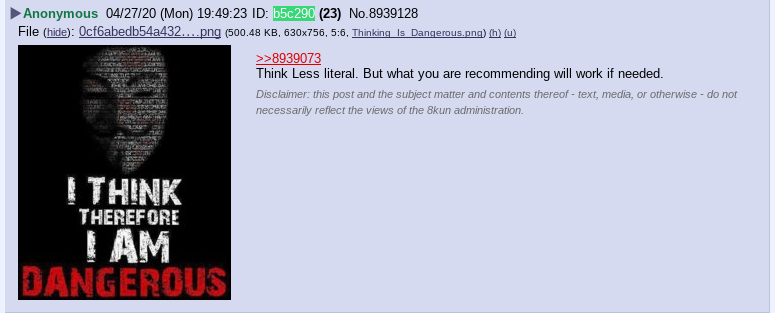 ▶Anonymous 04/27/20 (Mon) 19:49:23 ID: b5c290 (23) No.8939128
File (hide): 0cf6abedb54a432….png (500.48 KB, 630x756, 5:6, Thinking_Is_Dangerous.png) (h) (u)
>>8939073
Think Less literal. But what you are recommending will work if needed.
Disclaimer: this post and the subject matter and contents thereof - text, media, or otherwise - do not
necessarily reflect the views of the 8kun administration.
I THINK
THEREFORE
I AM
DANGEROUS